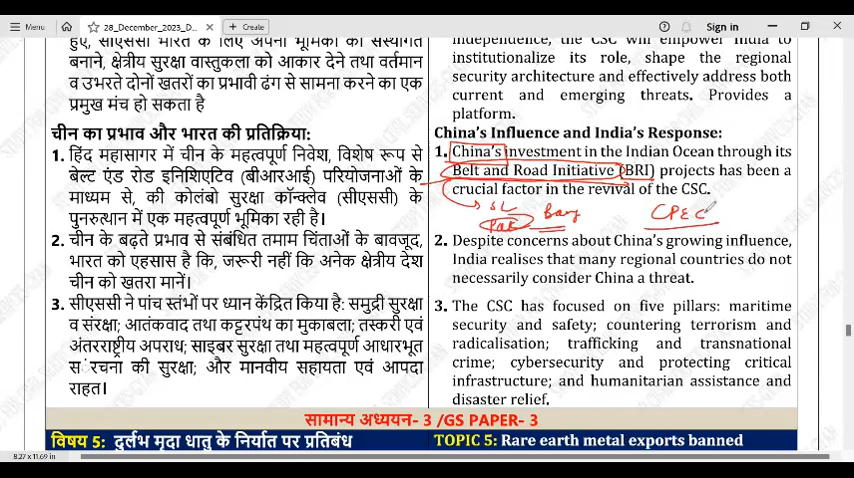 Menu
28_December_2023_D...
+ Create
Sign in
हुए, सीएससी भारत के लिए अपनी भूमिका को संस्थागत
बनाने, क्षेत्रीय सुरक्षा वास्तुकला को आकार देने तथा वर्तमान
व उभरते दोनों खतरों का प्रभावी ढंग से सामना करने का एक
प्रमुख मंच हो सकता है
चीन का प्रभाव और भारत की प्रतिक्रिया:
1. हिंद महासागर में चीन के महत्वपूर्ण निवेश, विशेष रूप से
बेल्ट एंड रोड इनिशिएटिव (बीआरआई) परियोजनाओं के
माध्यम से, की कोलंबो सुरक्षा कॉन्क्लेव (सीएससी) के
पुनरुत्थान में एक महत्वपूर्ण भूमिका रही है।
2. चीन के बढ़ते प्रभाव से संबंधित तमाम चिंताओं के बावजूद,
भारत को एहसास है कि, जरूरी नहीं कि अनेक क्षेत्रीय देश
चीन को खतरा मानें।
3. सीएससी ने पांच स्तंभों पर ध्यान केंद्रित किया है: समुद्री सुरक्षा
व संरक्षा; आतंकवाद तथा कट्टरपंथ का मुकाबला; तस्करी एवं
अंतरराष्ट्रीय अपराध; साइबर सुरक्षा तथा महत्वपूर्ण आधारभूत
संरचना की सुरक्षा; और मानवीय सहायता एवं आपदा
राहत।
independence, the CSC will empower India to
institutionalize its role, shape the regional
security architecture and effectively address both
current and emerging threats. Provides a
platform.
China's Influence and India's Response:
1. China's investment in the Indian Ocean through its
Belt and Road Initiative (BRI) projects has been a
crucial factor in the revival of the CSC.
SL
Pak Bang CPEC
2. Despite concerns about China's growing influence,
India realises that many regional countries do not
necessarily consider China a threat.
3. The CSC has focused on five pillars: maritime
security and safety; countering terrorism and
radicalisation; trafficking and transnational
crime; cybersecurity and protecting critical
infrastructure; and humanitarian assistance and
disaster relief.
सामान्य अध्ययन- 3 /GS PAPER- 3
विषय 5: दुर्लभ मृदा धातु के निर्यात पर प्रतिबंध
TOPIC 5: Rare earth metal exports banned
8.27 x 11.69 in